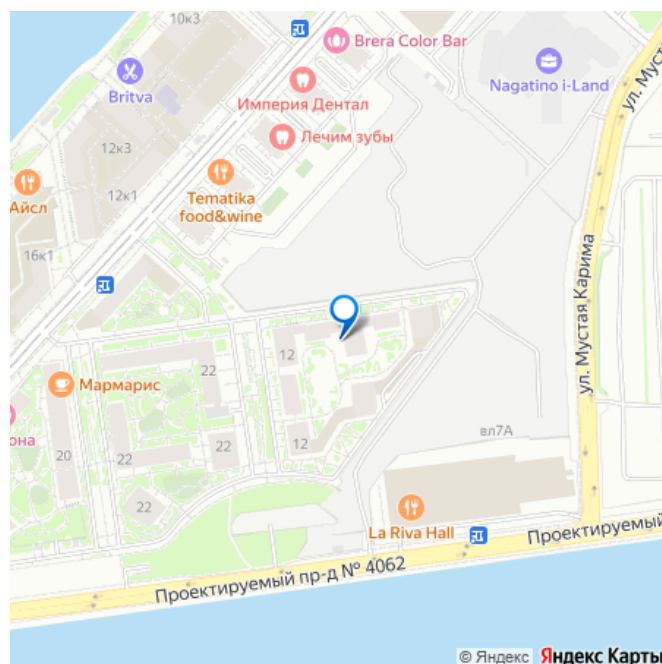 10к3
Brera Color Bar
Britva
Империя Дентал
Nagatino i-Land
Лечим зубы
12к3
12к1
Айсл
Tematika
food&wine
16к1
ул. Мустая Карима
12
22
Мармарис
она
20
22
22
12
22
вл7А
La Riva Hall
Проектируемый
Проектируемый пр-д № 4062
© Яндекс Яндекс Карты